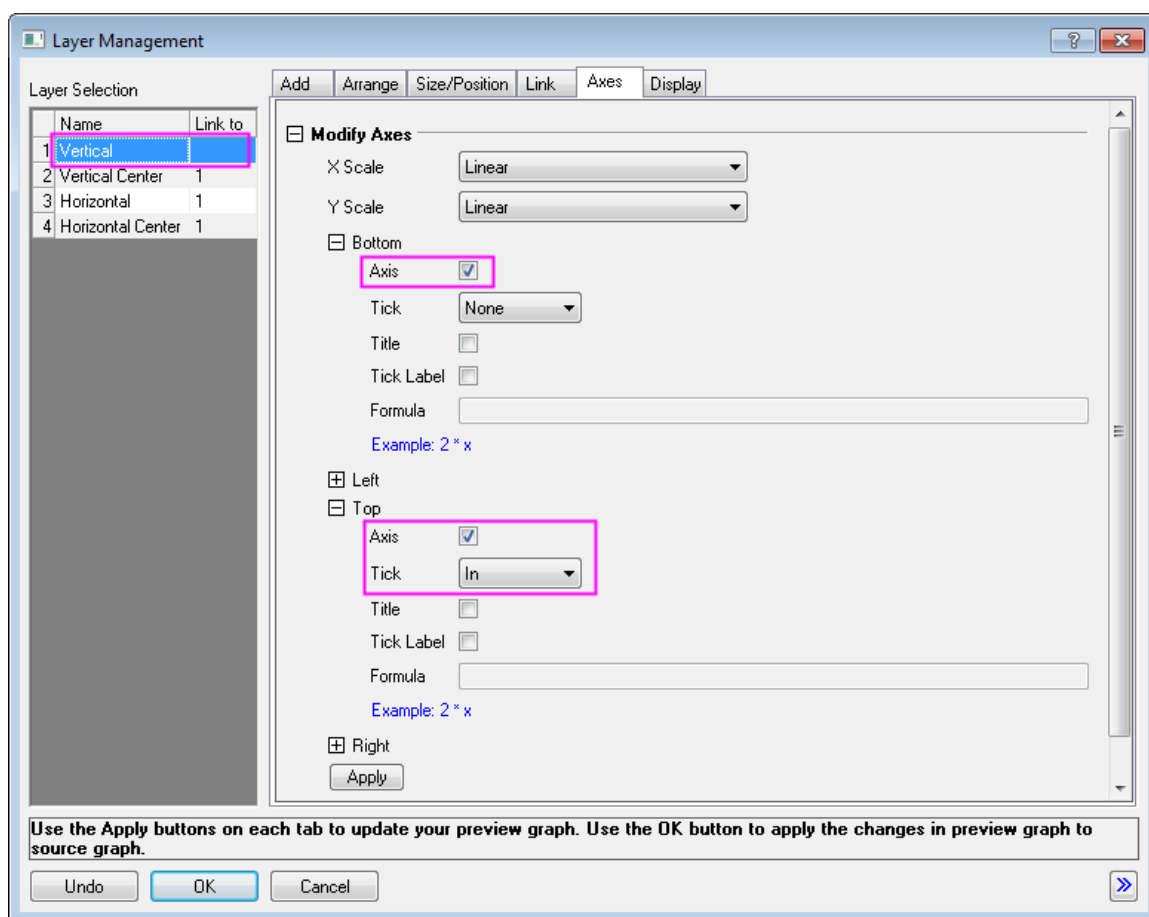 Layer Management
Layer Selection
Add Arrange Size/Position Link Axes Display
Name Link to
1 Vertical
2 Vertical Center 1
3 Horizontal 1
4 Horizontal Center 1
Modify Axes
X Scale Linear
Y Scale Linear
Bottom
Axis
Tick None
Title
Tick Label
Formula
Example: 2 * x
Left
Top
Axis
Tick In
Title
Tick Label
Formula
Example: 2 * x
Right
Apply
Use the Apply buttons on each tab to update your preview graph. Use the OK button to apply the changes in preview graph to
source graph.
Undo OK Cancel